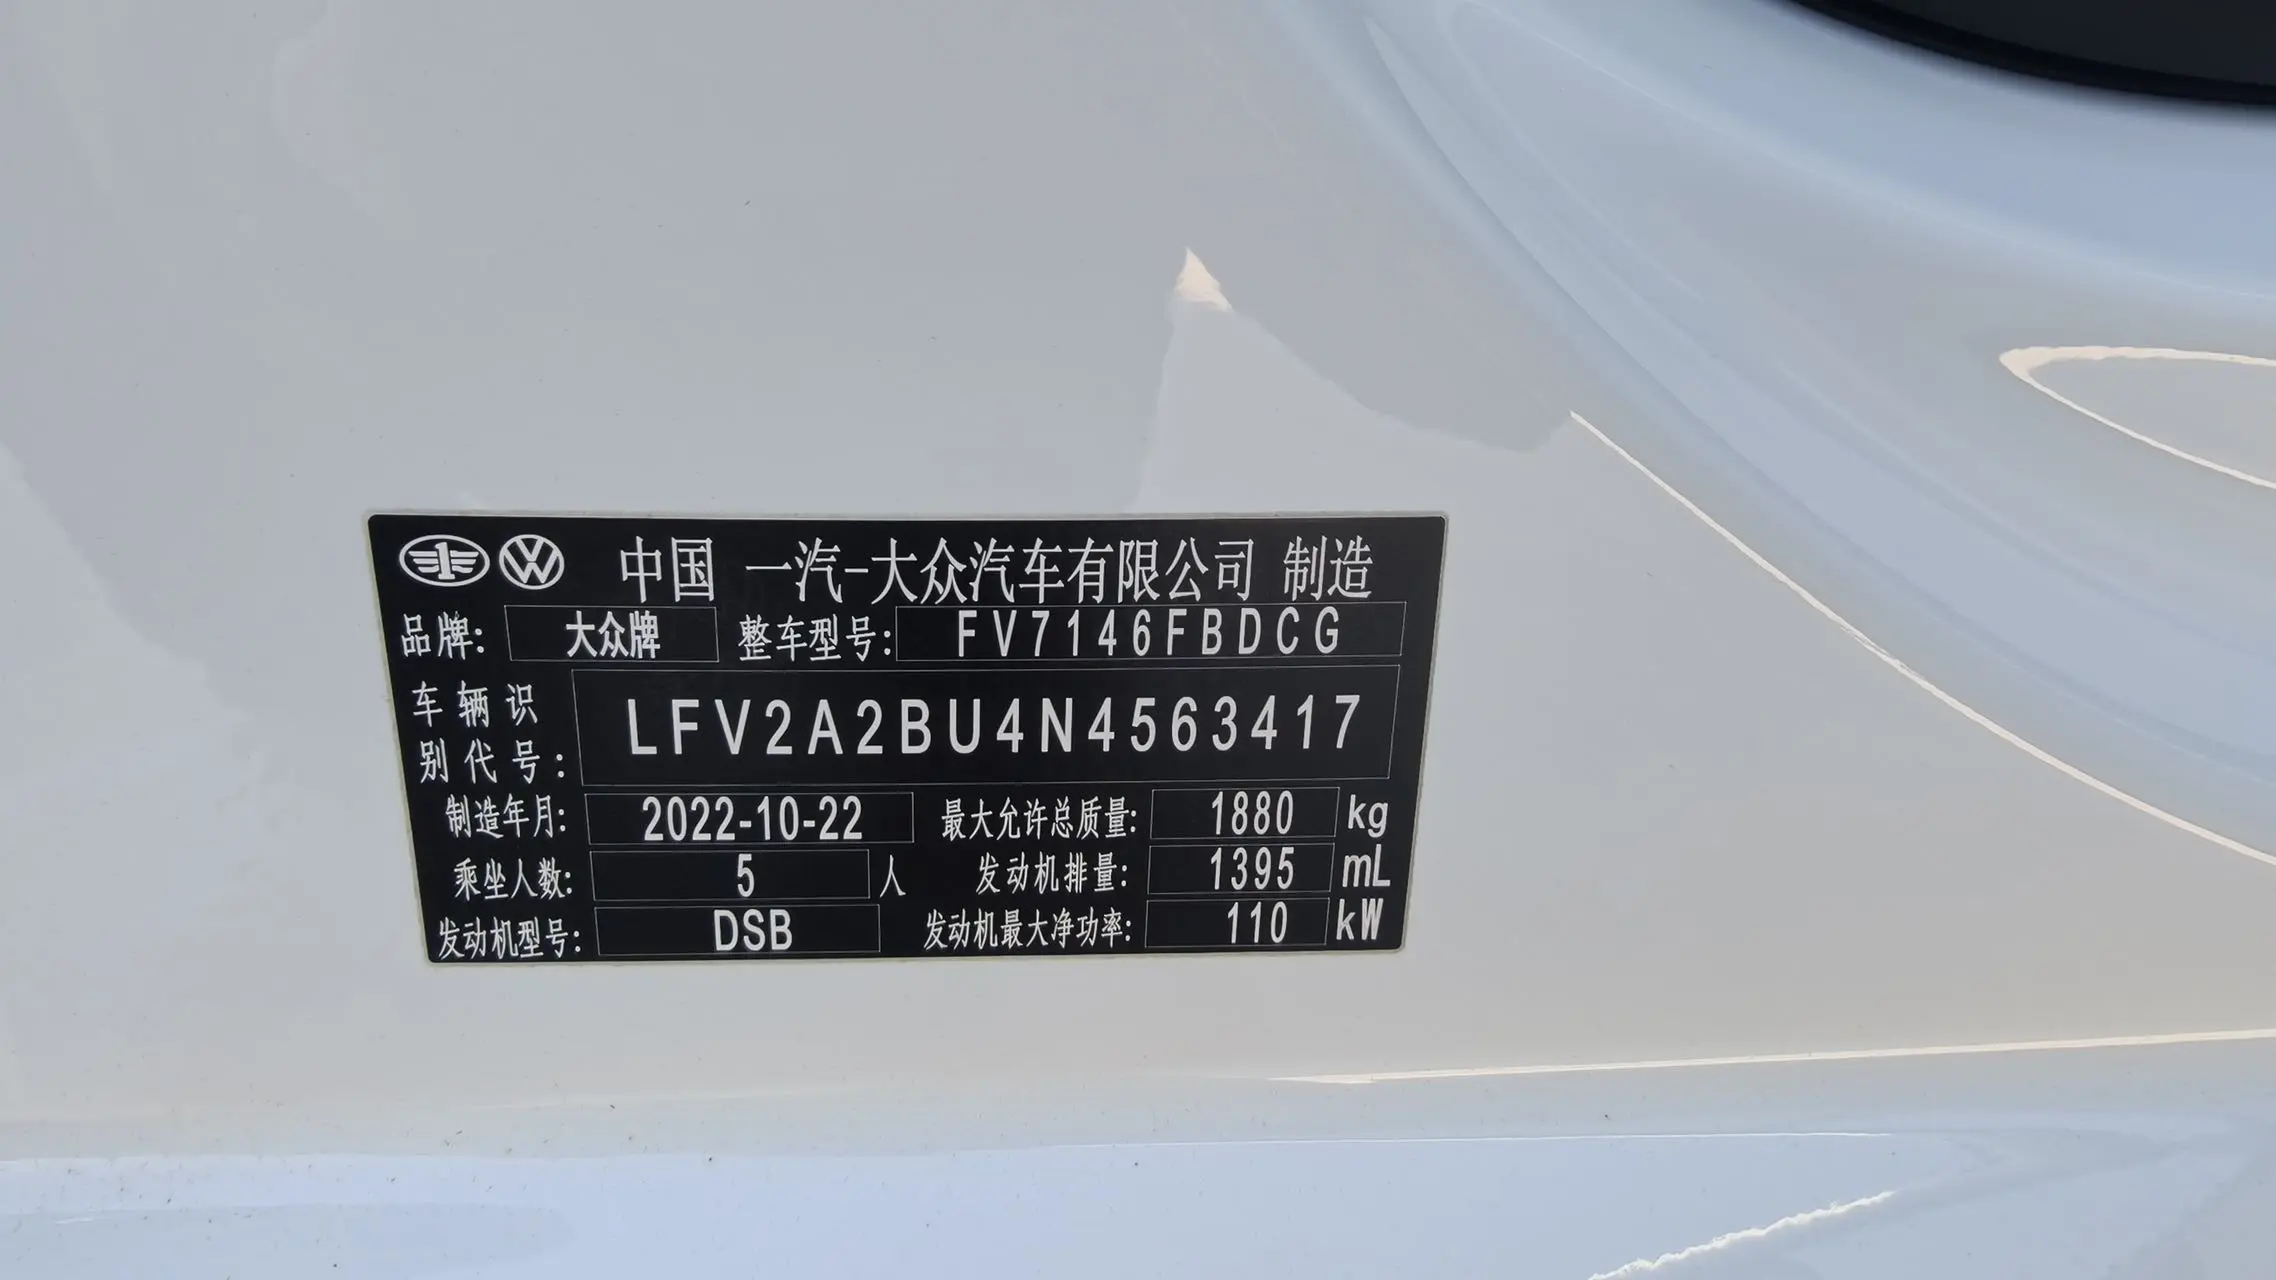 中国 一汽-大众汽车有限公司 制造
品牌: 大众牌 整车型号: FV7146FBDCG
车辆识
别代号: LFV2A2BU4N4563417
制造年月: 2022-10-22 最大允许总质量: 1880 kg
乘坐人数: 5 人 发动机排量: 1395 mL
发动机型号: DSB 发动机最大净功率: 110 kW